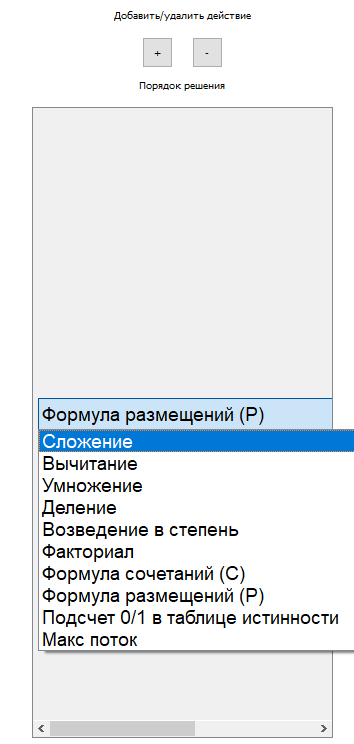 Добавить/удалить действие
+ -
Порядок решения
Формула размещений (P)
Сложение
Вычитание
Умножение
Деление
Возведение в степень
Факториал
Формула сочетаний (C)
Формула размещений (P)
Подсчет 0/1 в таблице истинности
Макс поток